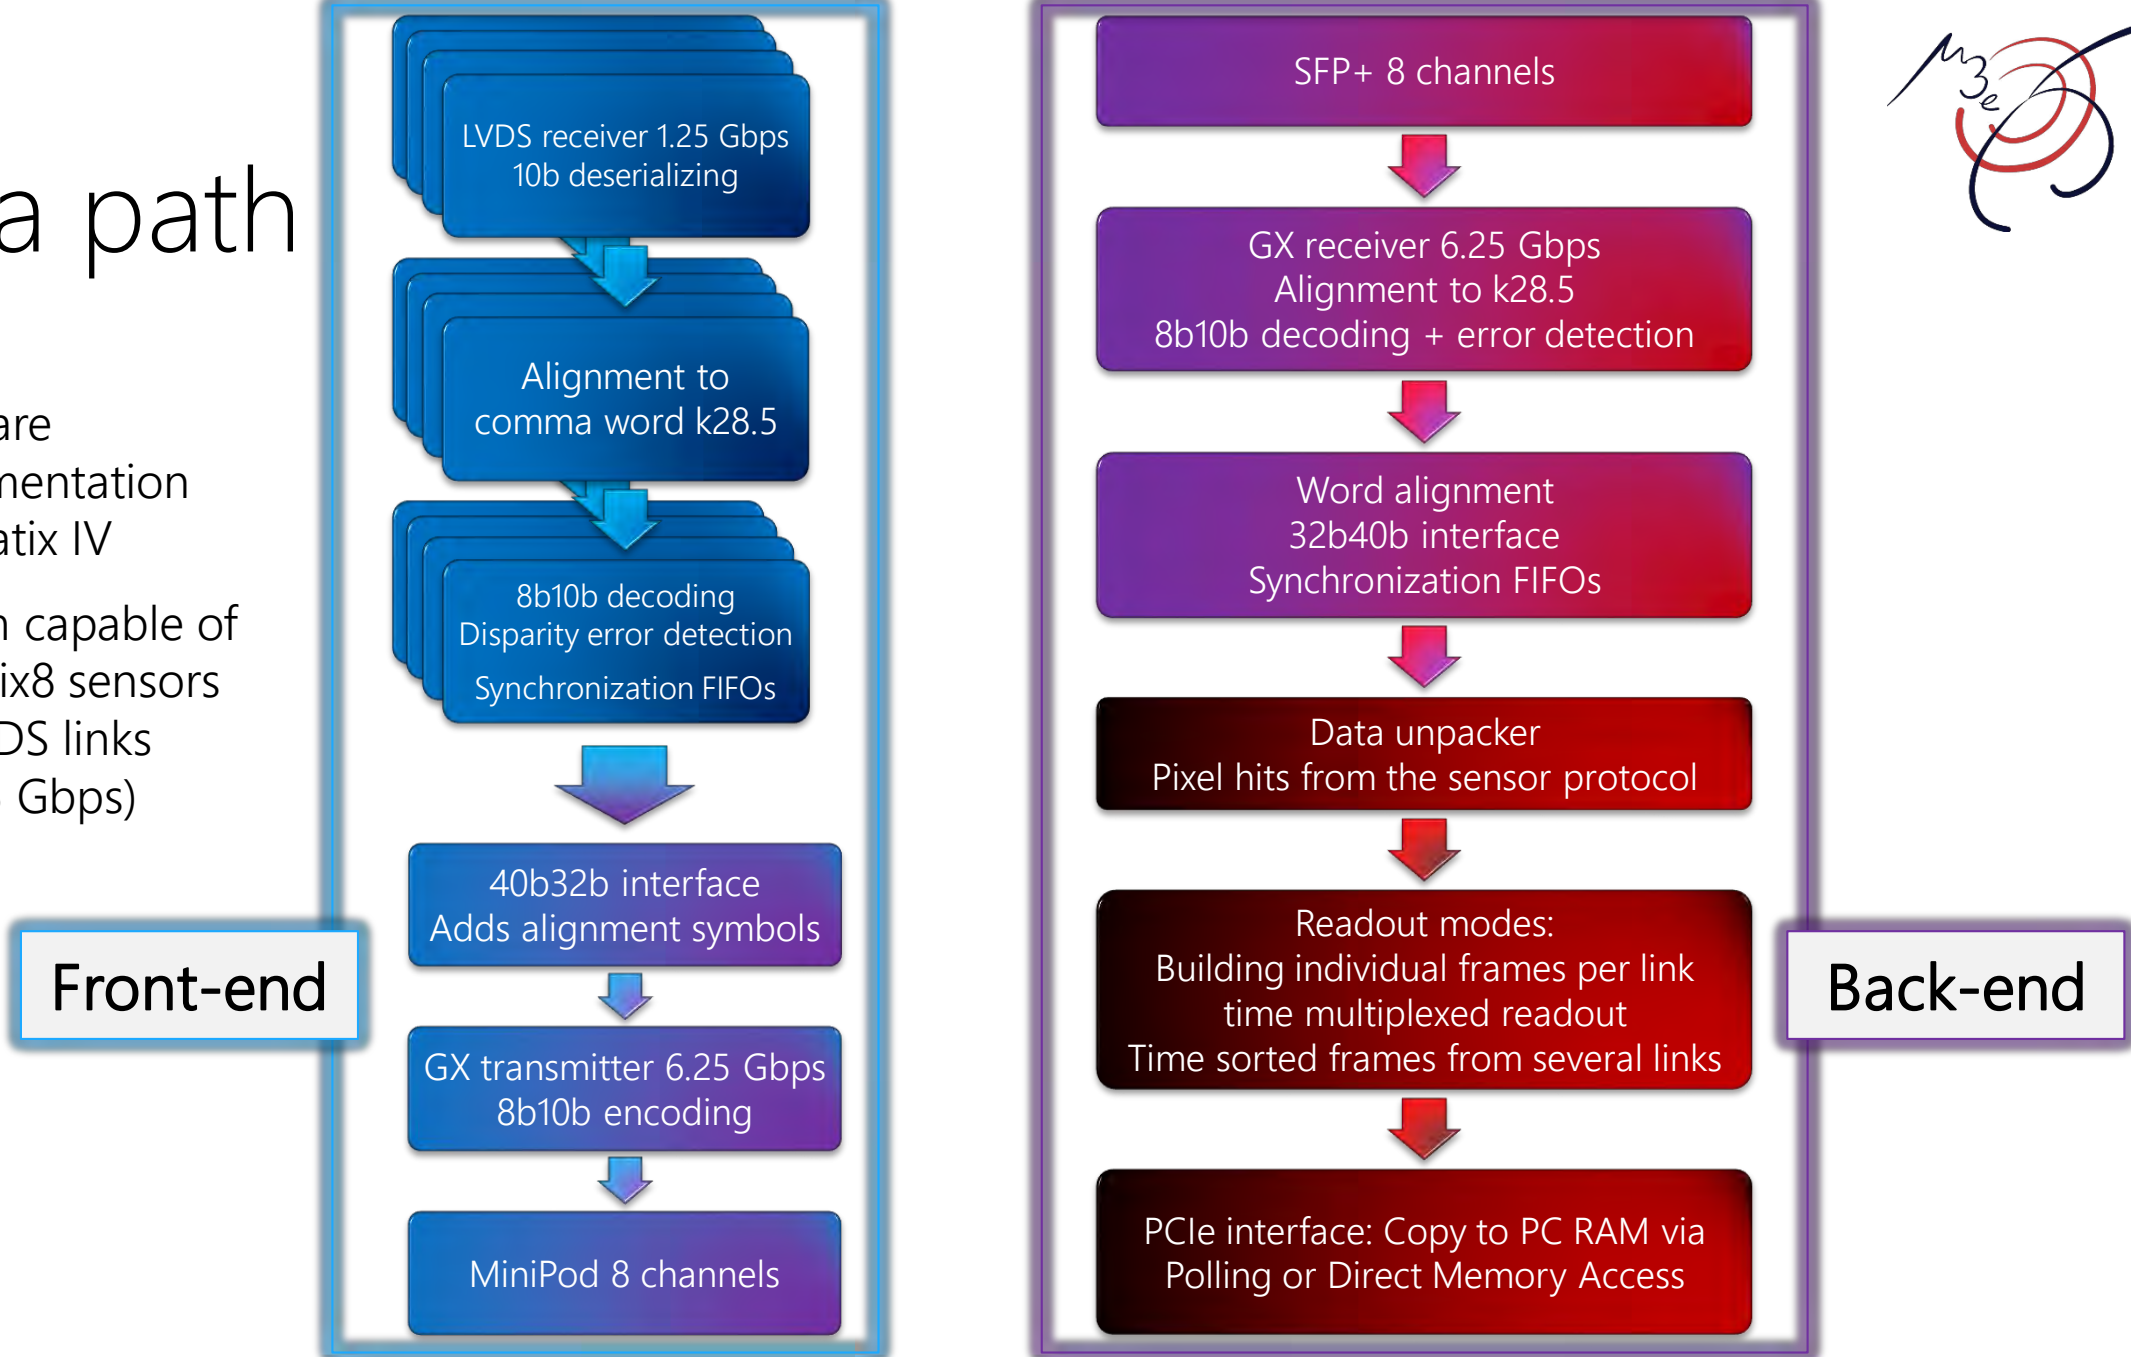 a path
are
mentation
atix IV
n capable of
ix8 sensors
DS links
Gbps)
Front-end
LVDS receiver 1.25 Gbps
10b deserializing
Alignment to
comma word k28.5
8b10b decoding
Disparity error detection
Synchronization FIFOs
40b32b interface
Adds alignment symbols
GX transmitter 6.25 Gbps
8b10b encoding
MiniPod 8 channels
SFP+ 8 channels
GX receiver 6.25 Gbps
Alignment to k28.5
8b10b decoding + error detection
Word alignment
32b40b interface
Synchronization FIFOs
Data unpacker
Pixel hits from the sensor protocol
Readout modes:
Building individual frames per link
time multiplexed readout
Time sorted frames from several links
PCIe interface: Copy to PC RAM via
Polling or Direct Memory Access
Back-end
μ3e